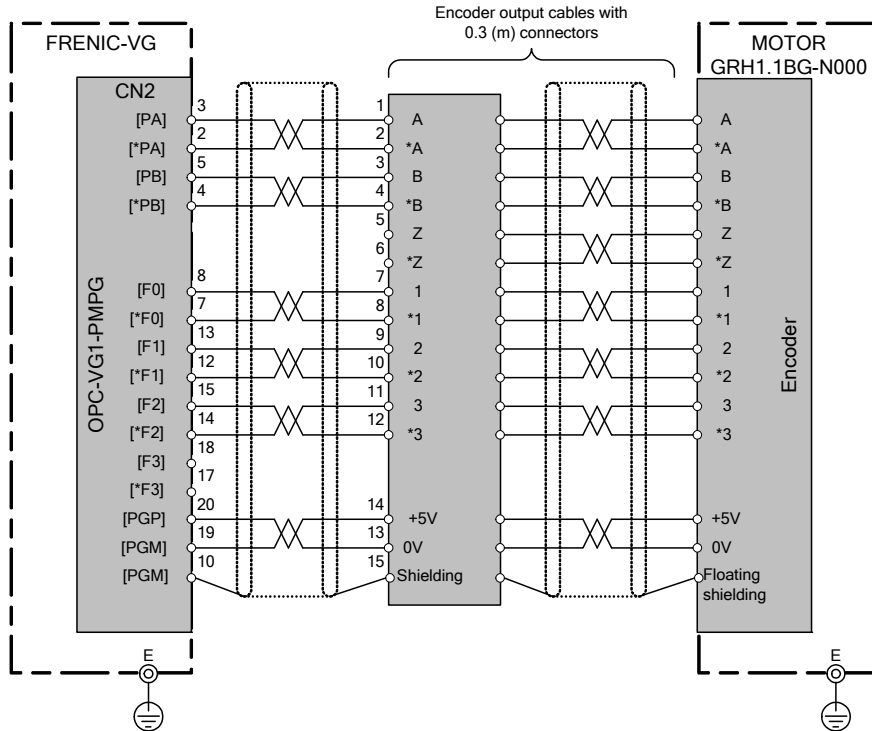 Encoder output cables with
0.3 (m) connectors
FRENIC-VG
MOTOR
GRH1.1BG-N000
CN2
OPC-VG1-PMPG
Encoder
[PA] 3 1 A A
[*PA] 2 2 *A *A
[PB] 5 3 B B
[*PB] 4 4 *B *B
5 Z Z
6 *Z *Z
[F0] 8 7 1 1
[*F0] 7 8 *1 *1
[F1] 13 9 2 2
[*F1] 12 10 *2 *2
[F2] 15 11 3 3
[*F2] 14 12 *3 *3
[F3] 18
[*F3] 17
[PGP] 20 14 +5V +5V
[PGM] 19 13 0V 0V
[PGM] 10 15 Shielding Floating
shielding
E E